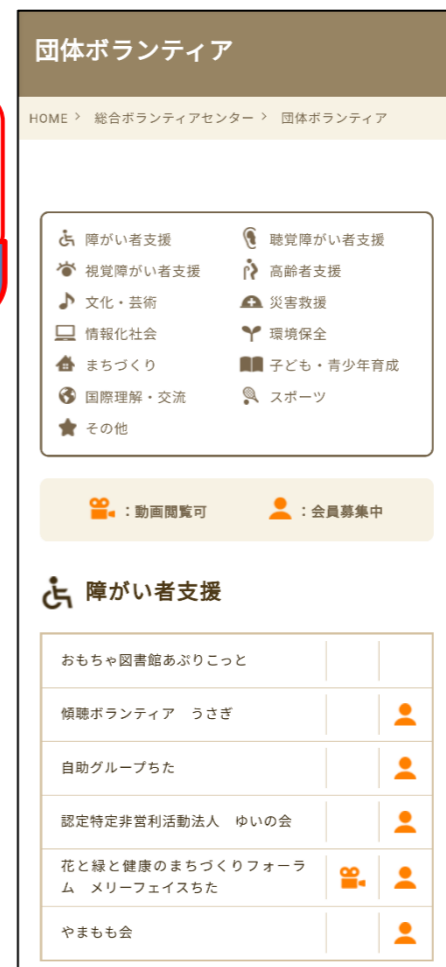 団体ボランティア
HOME > 総合ボランティアセンター > 団体ボランティア
障がい者支援 聴覚障がい者支援
視覚障がい者支援 高齢者支援
文化・芸術 災害救援
情報化社会 環境保全
まちづくり 子ども・青少年育成
国際理解・交流 スポーツ
その他
：動画閲覧可 ：会員募集中
障がい者支援
おもちゃ図書館あぷりこっと
傾聴ボランティア　うさぎ
自助グループちた
認定特定非営利活動法人　ゆいの会
花と緑と健康のまちづくりフォーラ
ム　メリーフェイスちた
やまもも会